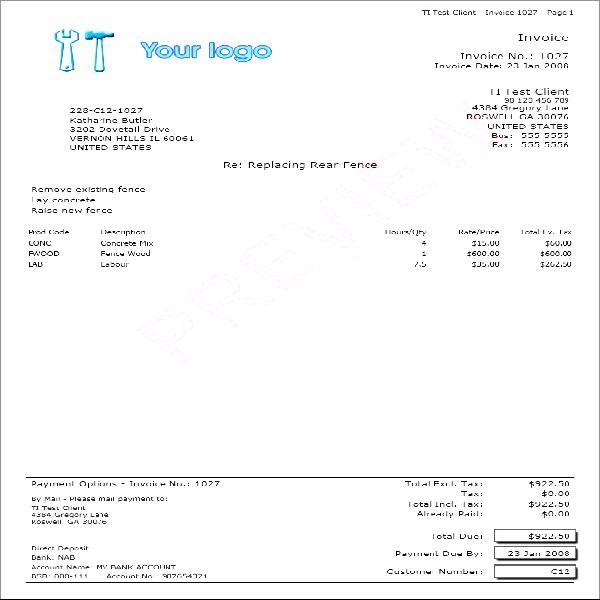 TI Test Client - Invoice 1027 - Page 1
Your logo
Invoice
Invoice No.: 1027
Invoice Date: 23 Jan 2008
TI Test Client
90 123 456 789
4384 Gregory Lane
ROSWELL GA 30076
UNITED STATES
Bus: 555 5555
Fax: 555 5556
228-C12-1027
Katharine Butler
3202 Dovetail Drive
VERNON HILLS IL 60061
UNITED STATES
Re: Replacing Rear Fence
Remove existing fence
Lay concrete
Raise new fence
Prod Code Description Hours/Qty Rate/Price Total Ex. Tax
CONC Concrete Mix 4 $15.00 $60.00
FWOOD Fence Wood 1 $600.00 $600.00
LAB Labour 7.5 $35.00 $262.50
PREVIEW
Payment Options - Invoice No.: 1027
By Mail - Please mail payment to:
TI Test Client
4384 Gregory Lane
Roswell GA 30076
Direct Deposit
Bank: NAB
Account Name: MY BANK ACCOUNT
BSB: 000-111 Account No: 987654321
Total Excl. Tax: $922.50
Tax: $0.00
Total Incl. Tax: $922.50
Already Paid: $0.00
Total Due: $922.50
Payment Due By: 23 Jan 2008
Customer Number: C12